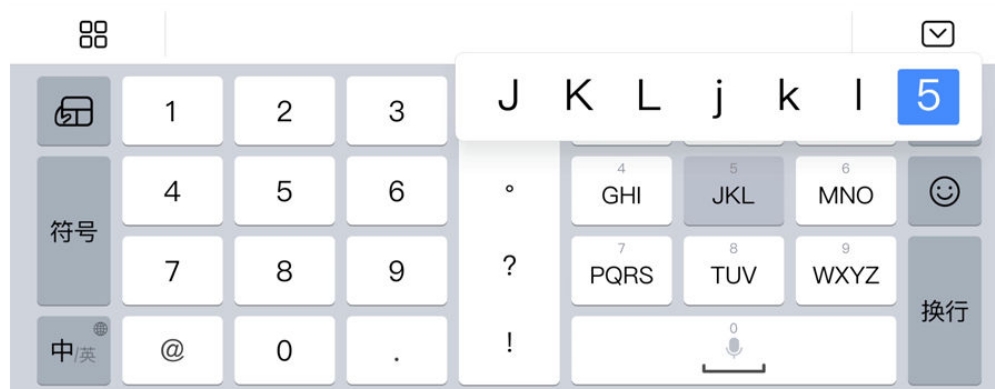 J K L j k l 5
1 2 3
4 5 6 ° 4 GHI 5 JKL 6 MNO
符号
7 8 9 ? 7 PQRS 8 TUV 9 WXYZ
换行
中/英 @ 0 . ! 0